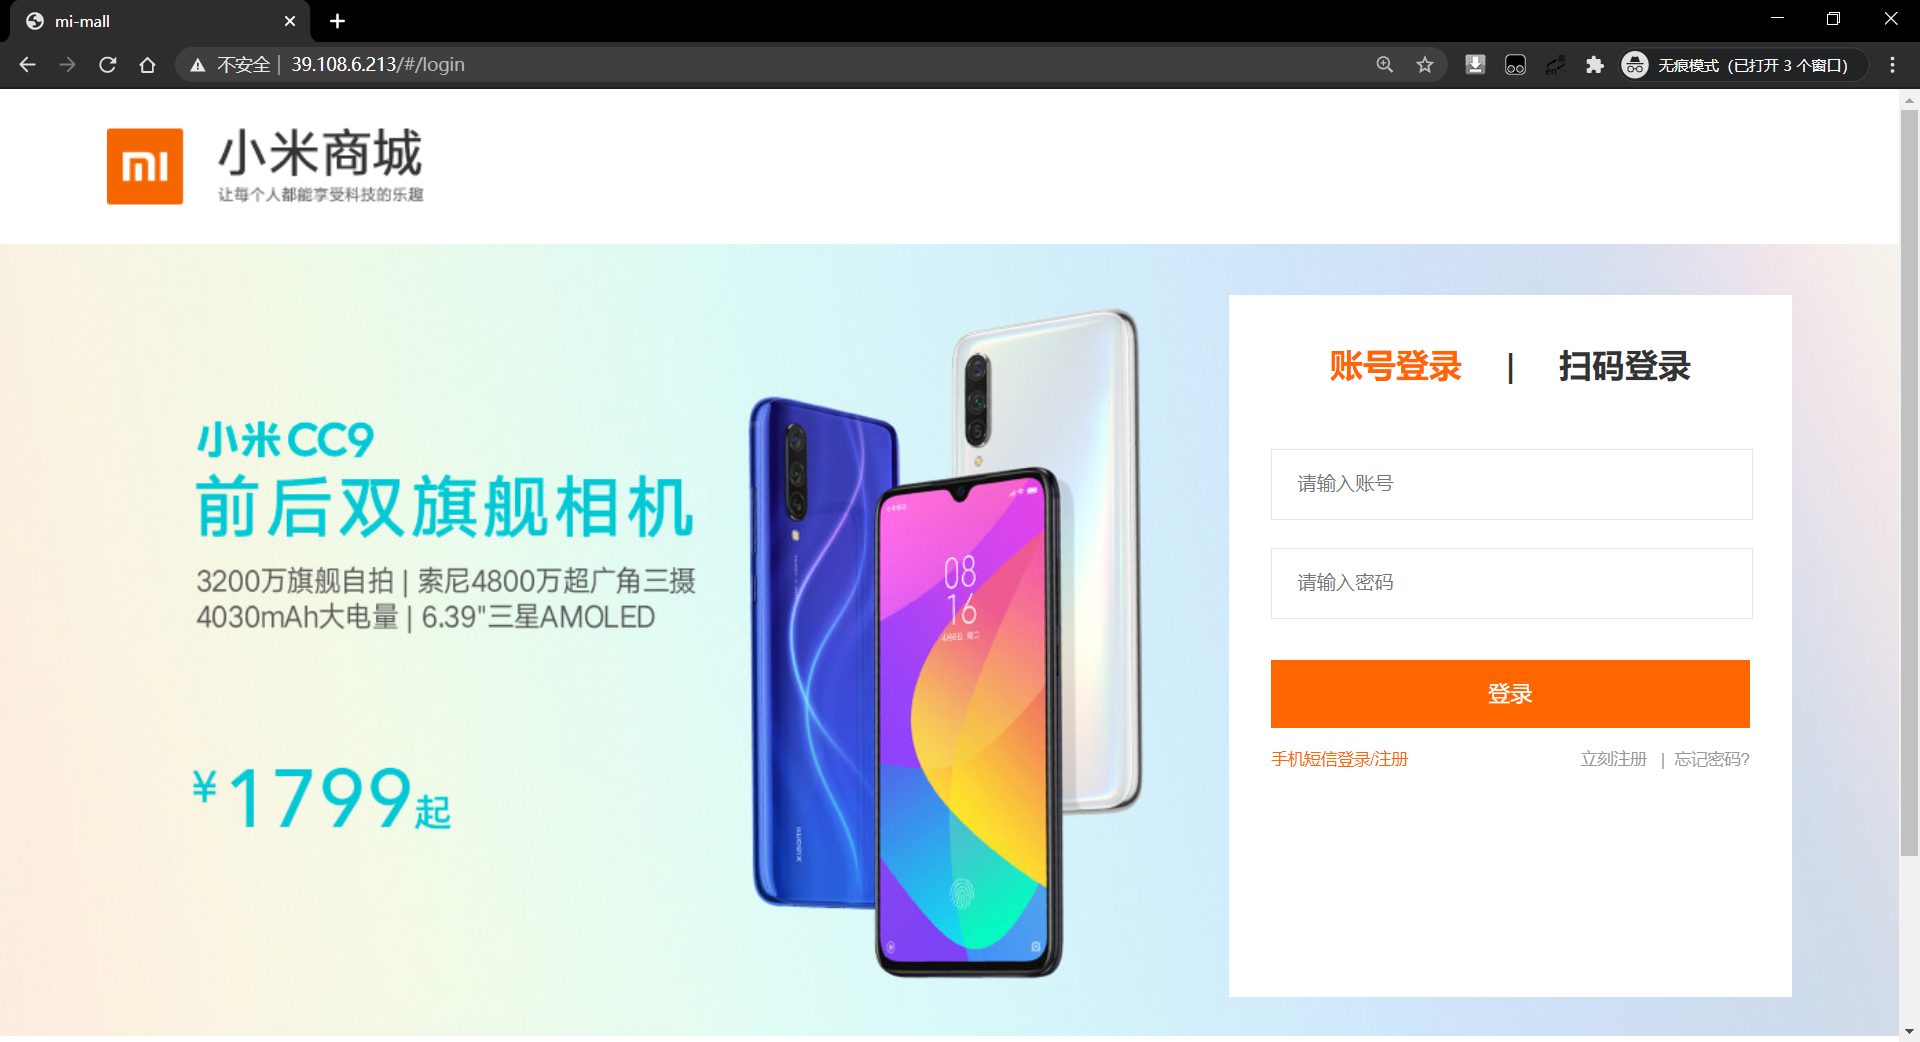 mi-mall
不安全 | 39.108.6.213/#/login
en
无痕模式（已打开 3 个窗口）
mi
小米商城
让每个人都能享受科技的乐趣
账号登录 | 扫码登录
小米CC9
前后双旗舰相机
3200万旗舰自拍 | 索尼4800万超广角三摄
4030mAh大电量 | 6.39"三星AMOLED
¥1799起
08
16
请输入账号
请输入密码
登录
手机短信登录/注册
立刻注册 | 忘记密码?